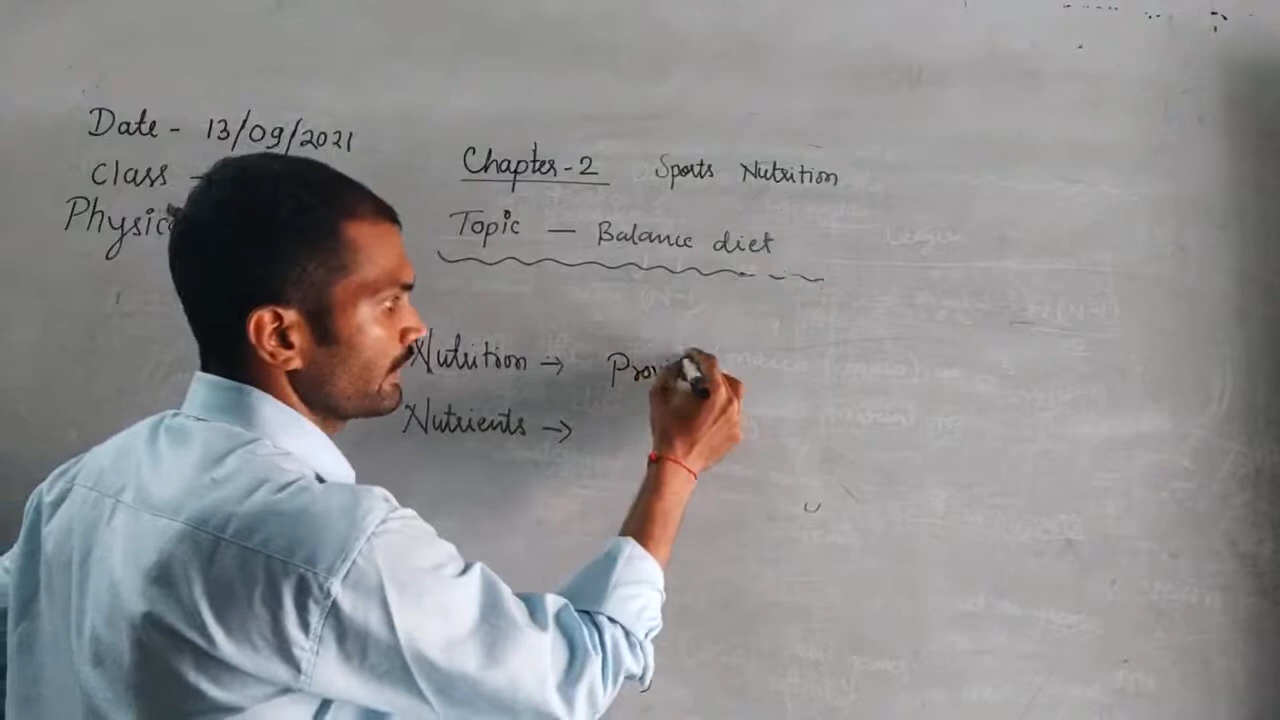 Date - 13/09/2021
Class -
Physic
Chapter-2 Sports Nutrition
Topic — Balance diet
Nutrition →
Nutrients →